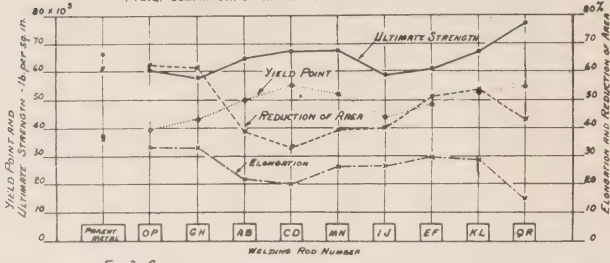 80 × 10³
80%
70
70
60
60
50
50
40
40
30
30
20
20
10
10
0
0
YIELD POINT AND
ULTIMATE STRENGTH - lb. per sq. in.
ELONGATION AND REDUCTION OF AREA
ULTIMATE STRENGTH
YIELD POINT
REDUCTION OF AREA
ELONGATION
PARENT METAL OP GH AB CD MN IJ EF KL QR
WELDING ROD NUMBER